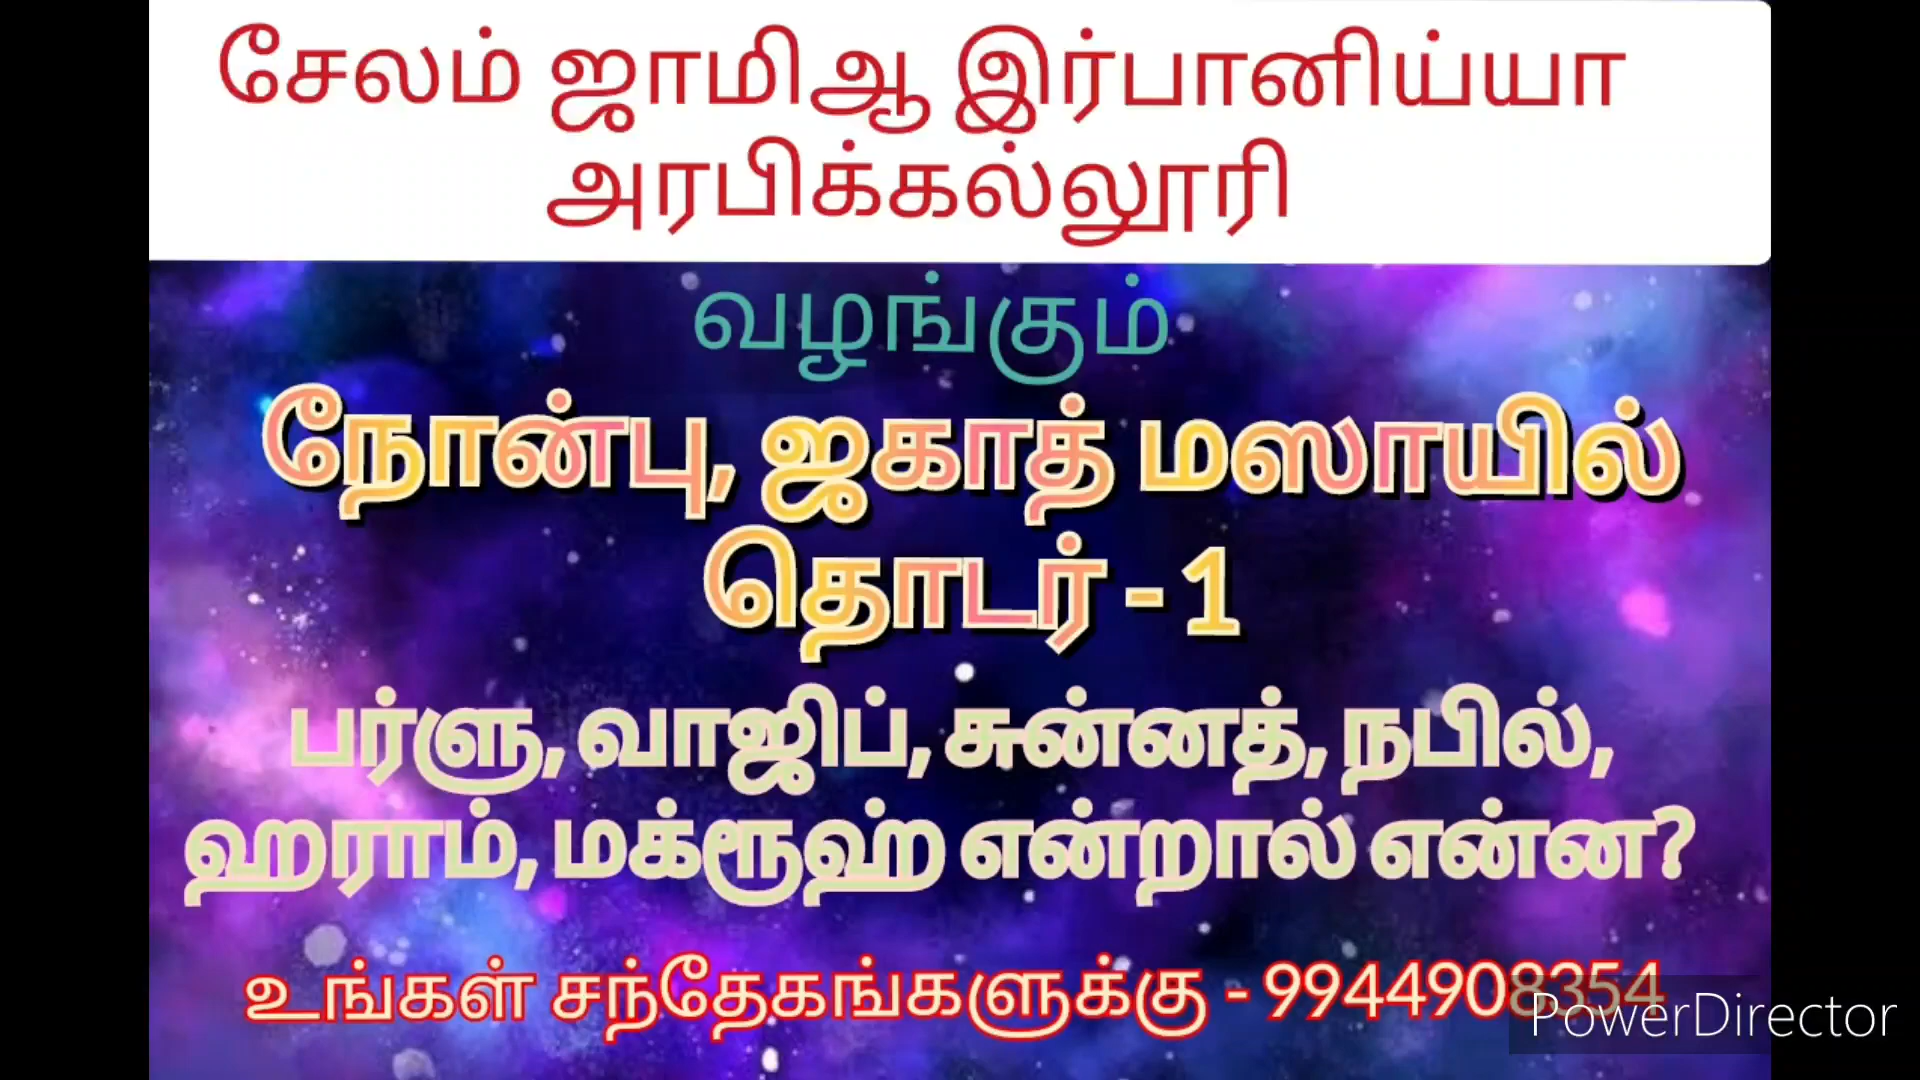 சேலம் ஜாமிஆ இர்பானிய்யா
அரபிக்கல்லூரி
வழங்கும்
நோன்பு, ஜகாத் மஸாயில்
தொடர் - 1
பர்ளு, வாஜிப், சுன்னத், நபில்,
ஹராம், மக்ரூஹ் என்றால் என்ன?
உங்கள் சந்தேகங்களுக்கு - 9944908354
PowerDirector